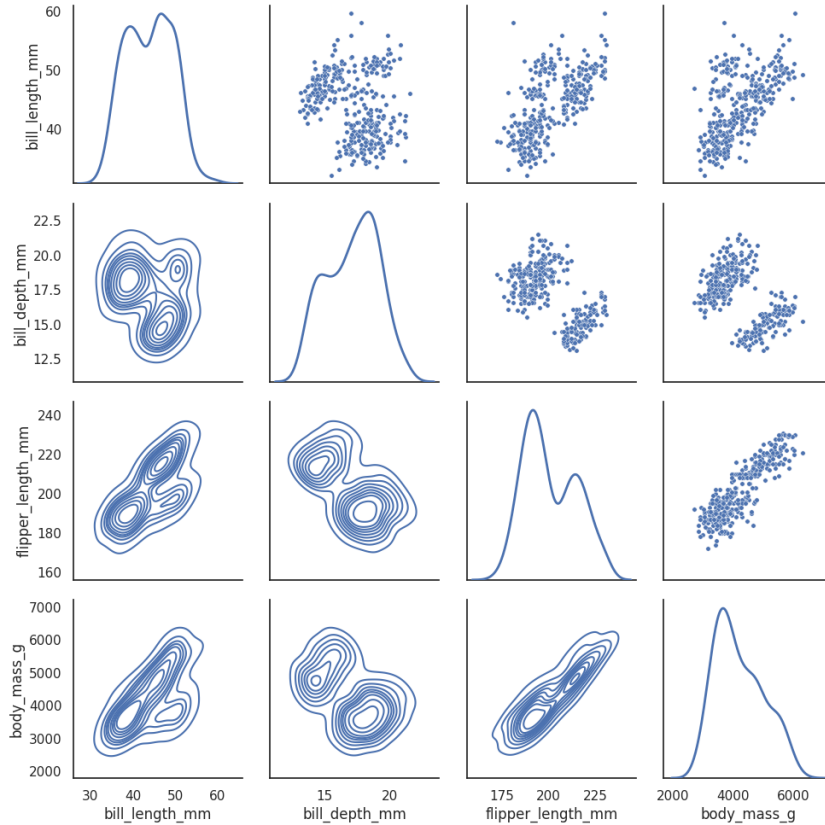 60
50
40
bill_length_mm
22.5
20.0
17.5
15.0
12.5
bill_depth_mm
240
220
200
180
160
flipper_length_mm
7000
6000
5000
4000
3000
2000
body_mass_g
30 40 50 60
bill_length_mm
15 20
bill_depth_mm
175 200 225
flipper_length_mm
2000 4000 6000
body_mass_g